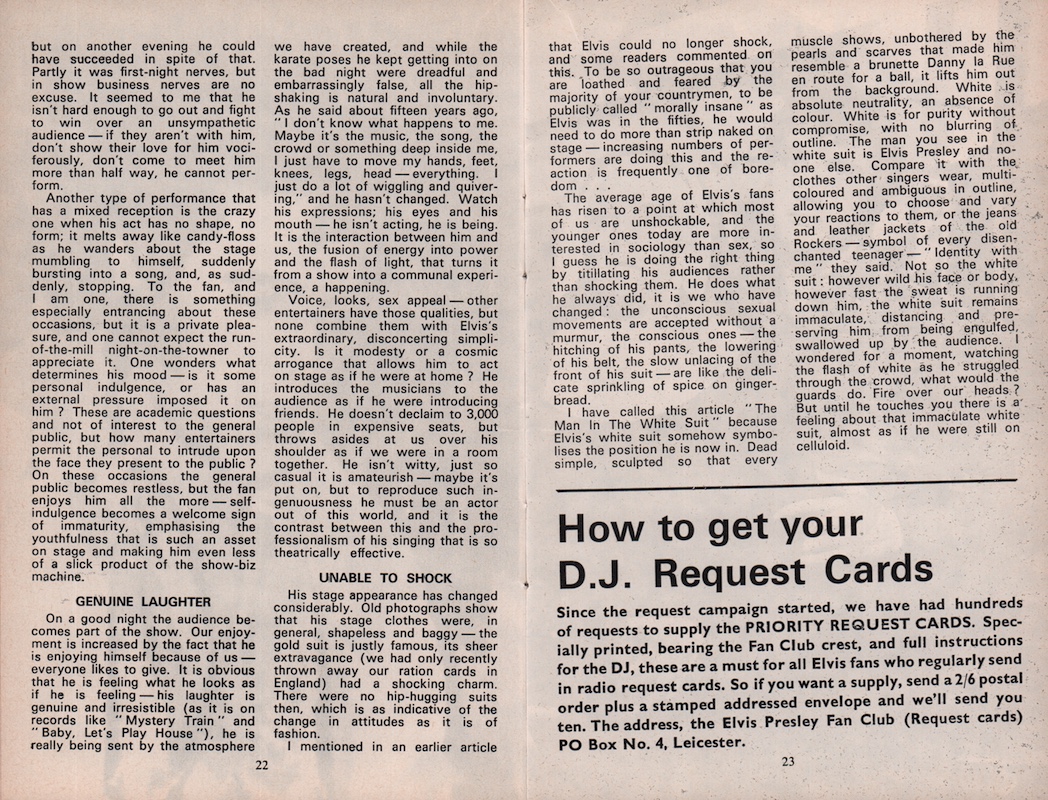 but on another evening he could
have succeeded in spite of that.
Partly it was first-night nerves, but
in show business nerves are no
excuse. It seemed to me that he
isn't hard enough to go out and fight
to win over an unsympathetic
audience — if they aren't with him,
don't show their love for him voci-
ferously, don't come to meet him
more than half way, he cannot per-
form.
Another type of performance that
has a mixed reception is the crazy
one when his act has no shape, no
form; it melts away like candy-floss
as he wanders about the stage
mumbling to himself, suddenly
bursting into a song, and, as sud-
denly, stopping. To the fan, and
I am one, there is something
especially entrancing about these
occasions, but it is a private plea-
sure, and one cannot expect the run-
of-the-mill night-on-the-towner to
appreciate it. One wonders what
determines his mood — is it some
personal indulgence, or has an
external pressure imposed it on
him ? These are academic questions
and not of interest to the general
public, but how many entertainers
permit the personal to intrude upon
the face they present to the public ?
On these occasions the general
public becomes restless, but the fan
enjoys him all the more — self-
indulgence becomes a welcome sign
of immaturity, emphasising the
youthfulness that is such an asset
on stage and making him even less
of a slick product of the show-biz
machine.
GENUINE LAUGHTER
On a good night the audience be-
comes part of the show. Our enjoy-
ment is increased by the fact that he
is enjoying himself because of us —
everyone likes to give. It is obvious
that he is feeling what he looks as
if he is feeling — his laughter is
genuine and irresistible (as it is on
records like "Mystery Train" and
"Baby, Let's Play House"), he is
really being sent by the atmosphere
22
we have created, and while the
karate poses he kept getting into on
the bad night were dreadful and
embarrassingly false, all the hip-
shaking is natural and involuntary.
As he said about fifteen years ago,
"I don't know what happens to me.
Maybe it's the music, the song, the
crowd or something deep inside me,
I just have to move my hands, feet,
knees, legs, head — everything. I
just do a lot of wiggling and quiver-
ing," and he hasn't changed. Watch
his expressions; his eyes and his
mouth — he isn't acting, he is being.
It is the interaction between him and
us, the fusion of energy into power
and the flash of light, that turns it
from a show into a communal experi-
ence, a happening.
Voice, looks, sex appeal — other
entertainers have those qualities, but
none combine them with Elvis's
extraordinary, disconcerting simpli-
city. Is it modesty or a cosmic
arrogance that allows him to act
on stage as if he were at home ? He
introduces the musicians to the
audience as if he were introducing
friends. He doesn't declaim to 3,000
people in expensive seats, but
throws asides at us over his
shoulder as if we were in a room
together. He isn't witty, just so
casual it is amateurish — maybe it's
put on, but to reproduce such in-
genuousness he must be an actor
out of this world, and it is the
contrast between this and the pro-
fessionalism of his singing that is so
theatrically effective.
UNABLE TO SHOCK
His stage appearance has changed
considerably. Old photographs show
that his stage clothes were, in
general, shapeless and baggy — the
gold suit is justly famous, its sheer
extravagance (we had only recently
thrown away our ration cards in
England) had a shocking charm.
There were no hip-hugging suits
then, which is as indicative of the
change in attitudes as it is of
fashion.
I mentioned in an earlier article
that Elvis could no longer shock,
and some readers commented on
this. To be so outrageous that you
are loathed and feared by the
majority of your countrymen, to be
publicly called "morally insane" as
Elvis was in the fifties, he would
need to do more than strip naked on
stage — increasing numbers of per-
formers are doing this and the re-
action is frequently one of bore-
dom . . .
The average age of Elvis's fans
has risen to a point at which most
of us are unshockable, and the
younger ones today are more in-
terested in sociology than sex, so
I guess he is doing the right thing
by titillating his audiences rather
than shocking them. He does what
he always did, it is we who have
changed : the unconscious sexual
movements are accepted without a
murmur, the conscious ones — the
hitching of his pants, the lowering
of his belt, the slow unlacing of the
front of his suit — are like the deli-
cate sprinkling of spice on ginger-
bread.
I have called this article "The
Man In The White Suit" because
Elvis's white suit somehow symbo-
lises the position he is now in. Dead
simple, sculpted so that every
muscle shows, unbothered by the
pearls and scarves that made him
resemble a brunette Danny la Rue
en route for a ball, it lifts him out
from the background. White is
absolute neutrality, an absence of
colour. White is for purity without
compromise, with no blurring of
outline. The man you see in the
white suit is Elvis Presley and no-
one else. Compare it with the
clothes other singers wear, multi-
coloured and ambiguous in outline,
allowing you to choose and vary
your reactions to them, or the jeans
and leather jackets of the old
Rockers — symbol of every disen-
chanted teenager — "Identity with
me" they said. Not so the white
suit : however wild his face or body,
however fast the sweat is running
down him, the white suit remains
immaculate, distancing and pre-
serving him from being engulfed,
swallowed up by the audience. I
wondered for a moment, watching
the flash of white as he struggled
through the crowd, what would the
guards do. Fire over our heads ?
But until he touches you there is a
feeling about that immaculate white
suit, almost as if he were still on
celluloid.
How to get your
D.J. Request Cards
Since the request campaign started, we have had hundreds
of requests to supply the PRIORITY REQUEST CARDS. Spec-
ially printed, bearing the Fan Club crest, and full instructions
for the DJ, these are a must for all Elvis fans who regularly send
in radio request cards. So if you want a supply, send a 2/6 postal
order plus a stamped addressed envelope and we'll send you
ten. The address, the Elvis Presley Fan Club (Request cards)
PO Box No. 4, Leicester.
23